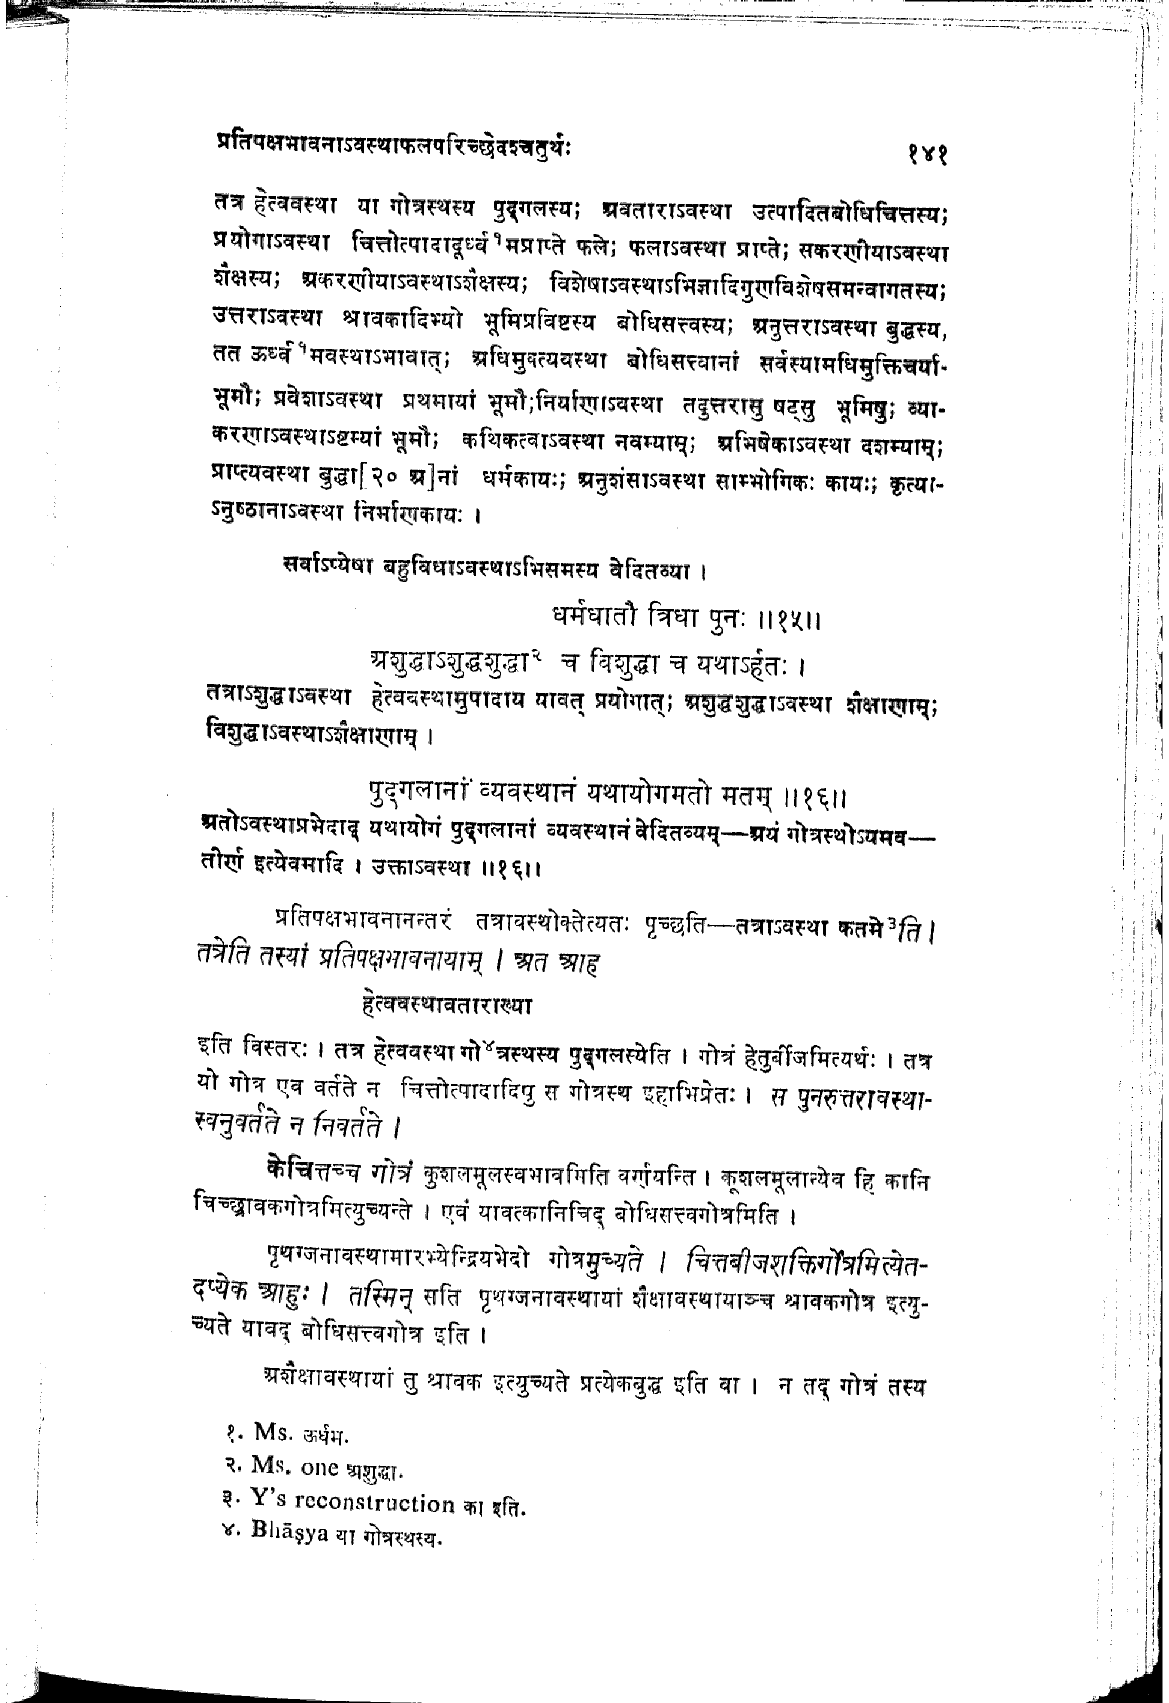 प्रतिपक्षभावनाऽवस्थाफलपरिच्छेदश्चतुर्थः १४१
तत्र हेत्ववस्था या गोत्रस्थस्य पुद्गलस्य; अवताराऽवस्था उत्पादितबोधिचित्तस्य;
प्रयोगाऽवस्था चित्तोत्पादादूर्ध्व१मप्राप्ते फले; फलाऽवस्था प्राप्ते; सकरणीयाऽवस्था
शैक्षस्य; अकरणीयाऽवस्थाऽशैक्षस्य; विशेषाऽवस्थाऽभिज्ञादिगुणविशेषसमन्वागतस्य;
उत्तराऽवस्था श्रावकादिभ्यो भूमिप्रविष्टस्य बोधिसत्त्वस्य; अनुत्तराऽवस्था बुद्धस्य,
तत ऊर्ध्व१मवस्थाऽभावात्; अधिमुक्त्यवस्था बोधिसत्त्वानां सर्वस्यामधिमुक्तिचर्या-
भूमौ; प्रवेशाऽवस्था प्रथमायां भूमौ;निर्याणाऽवस्था तदुत्तरासु षट्सु भूमिषु; व्या-
करणाऽवस्थाऽष्टम्यां भूमौ; कथिकत्वाऽवस्था नवम्याम्; अभिषेकाऽवस्था दशम्याम्;
प्राप्त्यवस्था बुद्धा[२० अ]नां धर्मकायः; अनुशंसाऽवस्था साम्भोगिकः कायः; कृत्या-
ऽनुष्ठानाऽवस्था निर्माणकायः ।
सर्वाऽप्येषा बहुविधाऽवस्थाऽभिसमस्य वेदितव्या ।
धर्मधातौ त्रिधा पुनः ।।१५।।
अशुद्धाऽशुद्धशुद्धा२ च विशुद्धा च यथाऽर्हतः ।
तत्राऽशुद्धाऽवस्था हेत्ववस्थामुपादाय यावत् प्रयोगात्; अशुद्धशुद्धाऽवस्था शैक्षाणाम्;
विशुद्धाऽवस्थाऽशैक्षाणाम् ।
पुद्गलानां व्यवस्थानं यथायोगमतो मतम् ।।१६।।
अतोऽवस्थाप्रभेदाद् यथायोगं पुद्गलानां व्यवस्थानं वेदितव्यम्—अयं गोत्रस्थोऽयमव—
तीर्ण इत्येवमादि । उक्ताऽवस्था ।।१६।।
प्रतिपक्षभावनानन्तरं तत्रावस्थोक्तेत्यतः पृच्छति—तत्राऽवस्था कतमे३ति ।
तत्रेति तस्यां प्रतिपक्षभावनायाम् । अत आह
हेत्ववस्थावताराख्या
इति विस्तरः । तत्र हेत्ववस्था गो४त्रस्थस्य पुद्गलस्येति । गोत्रं हेतुर्बीजमित्यर्थः । तत्र
यो गोत्र एव वर्तते न चित्तोत्पादादिषु स गोत्रस्थ इहाभिप्रेतः । स पुनरुत्तरावस्था-
स्वनुवर्तते न निवर्तते ।
केचित्तच्च गोत्रं कुशलमूलस्वभावमिति वर्णयन्ति । कूशलमूलान्येव हि कानि
चिच्छ्रावकगोत्रमित्युच्यन्ते । एवं यावत्कानिचिद् बोधिसत्त्वगोत्रमिति ।
पृथग्जनावस्थामारभ्येन्द्रियभेदो गोत्रमुच्यते । चित्तबीजशक्तिर्गोत्रमित्येत-
दप्येक आहुः । तस्मिन् सति पृथग्जनावस्थायां शैक्षावस्थायाञ्च श्रावकगोत्र इत्यु-
च्यते यावद् बोधिसत्त्वगोत्र इति ।
अशैक्षावस्थायां तु श्रावक इत्युच्यते प्रत्येकबुद्ध इति वा । न तद् गोत्रं तस्य
१. Ms. ऊर्धम.
२. Ms. one अशुद्धा.
३. Y's reconstruction का इति.
४. Bhāṣya या गोत्रस्थस्य.